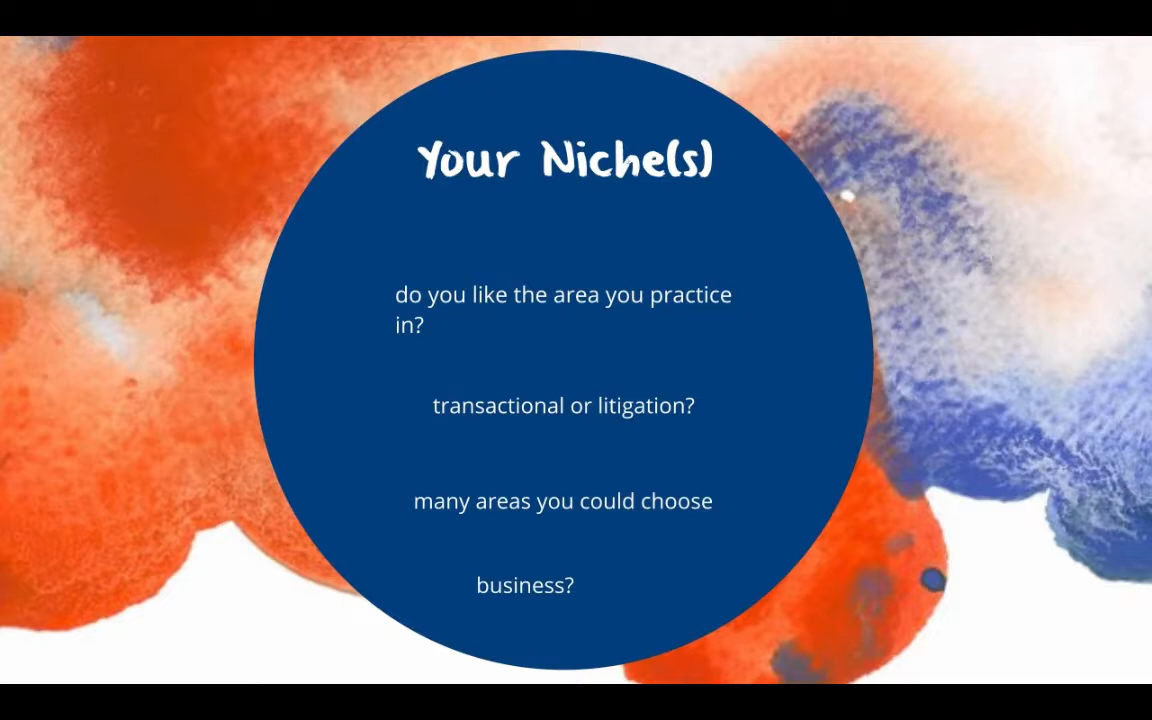 Your Niche(s)
do you like the area you practice
in?
transactional or litigation?
many areas you could choose
business?